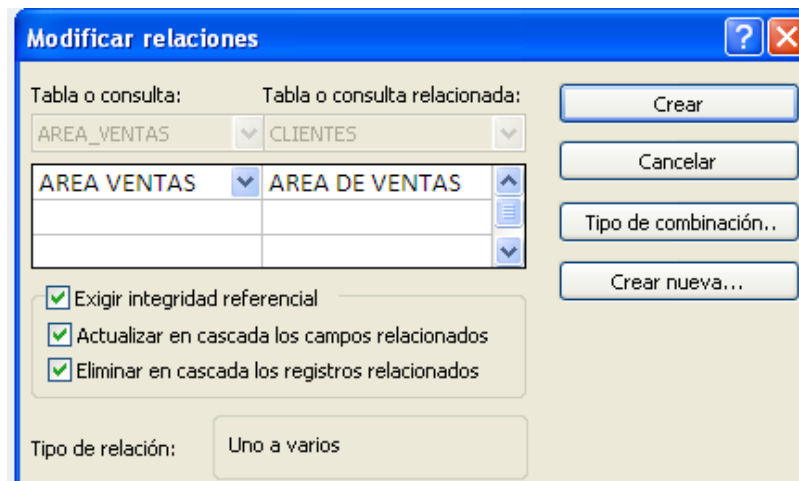 Modificar relaciones
Tabla o consulta: Tabla o consulta relacionada:
AREA_VENTAS CLIENTES
AREA VENTAS AREA DE VENTAS
Crear
Cancelar
Tipo de combinación..
Crear nueva...
Exigir integridad referencial
Actualizar en cascada los campos relacionados
Eliminar en cascada los registros relacionados
Tipo de relación: Uno a varios